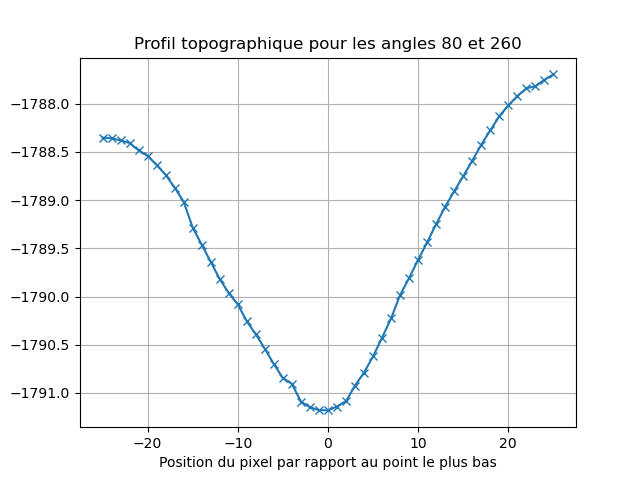 Profil topographique pour les angles 80 et 260
−1788.0
−1788.5
−1789.0
−1789.5
−1790.0
−1790.5
−1791.0
−20 −10 0 10 20
Position du pixel par rapport au point le plus bas